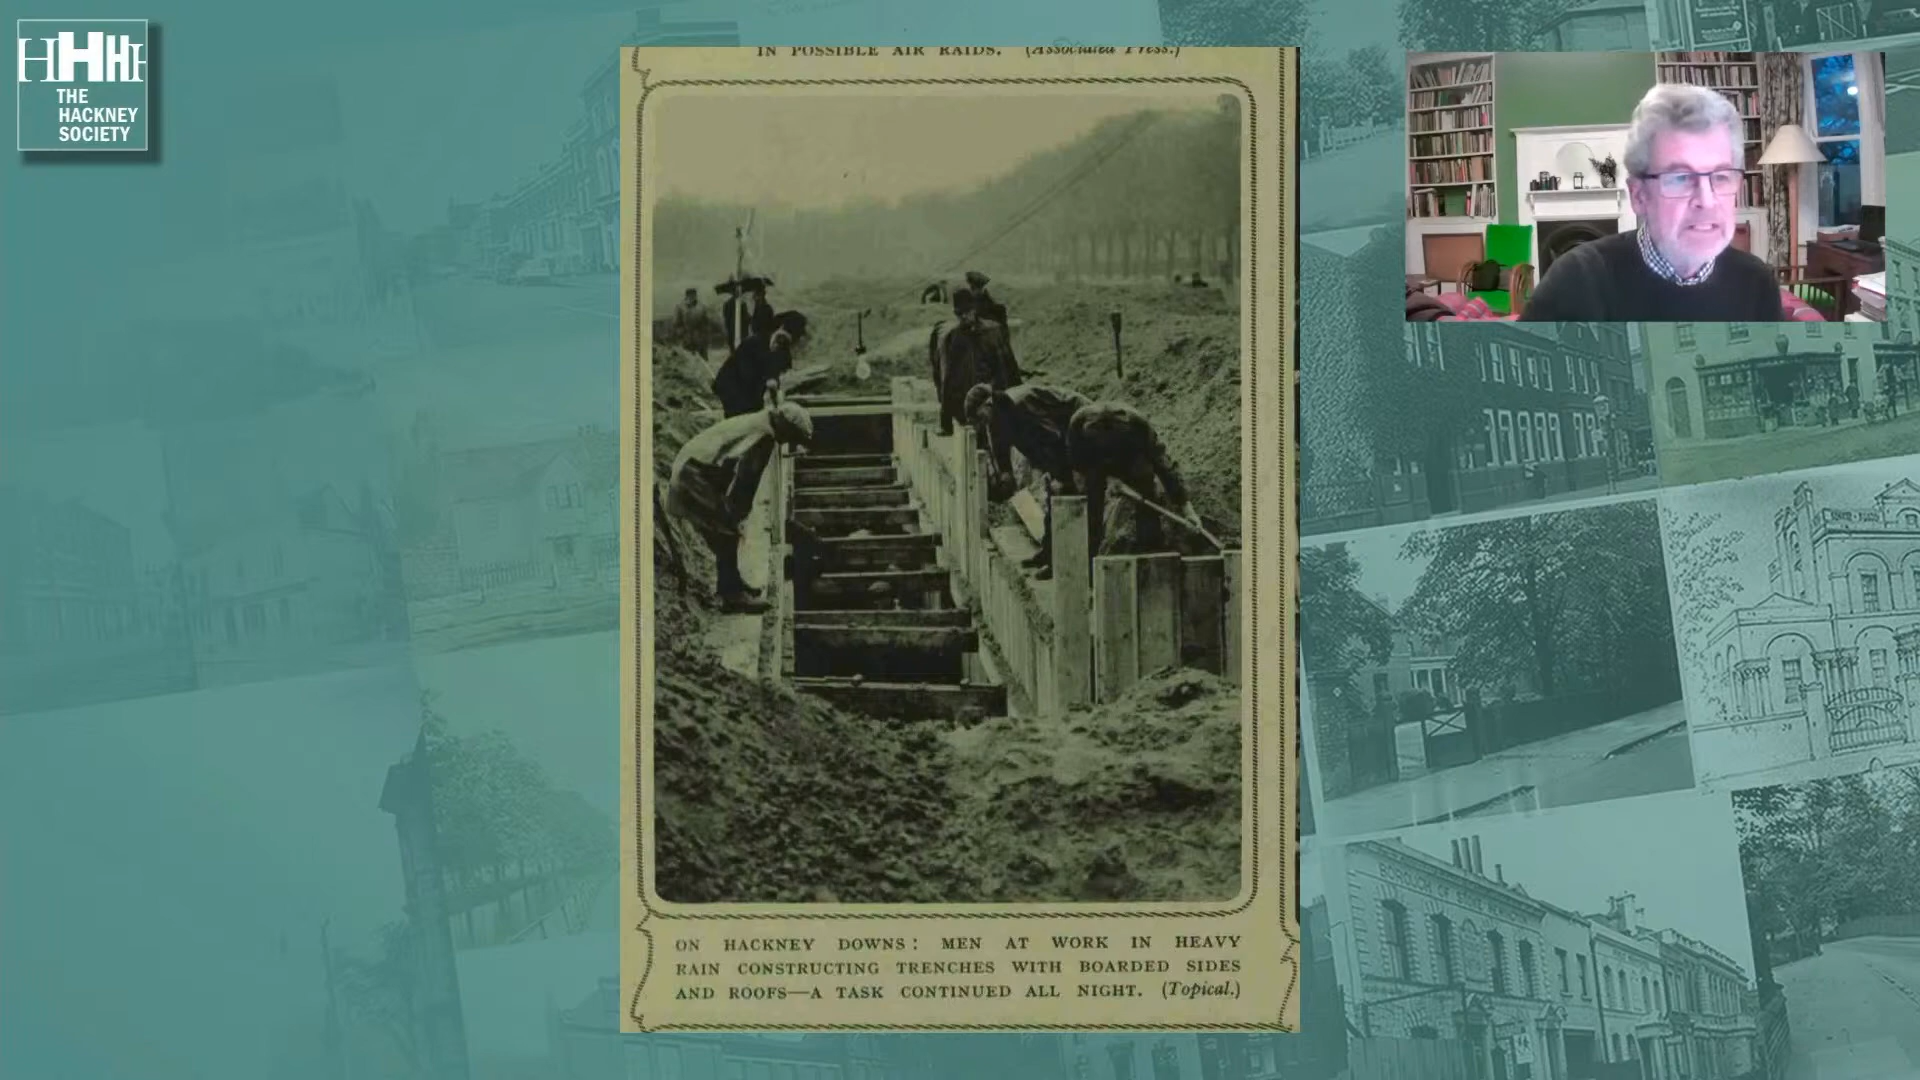 HHH
THE
HACKNEY
SOCIETY
IN POSSIBLE AIR RAIDS. (Associated Press.)
ON HACKNEY DOWNS: MEN AT WORK IN HEAVY
RAIN CONSTRUCTING TRENCHES WITH BOARDED SIDES
AND ROOFS—A TASK CONTINUED ALL NIGHT. (Topical.)